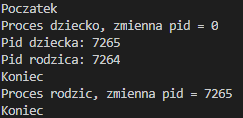 Poczatek
Proces dziecko, zmienna pid = 0
Pid dziecka: 7265
Pid rodzica: 7264
Koniec
Proces rodzic, zmienna pid = 7265
Koniec